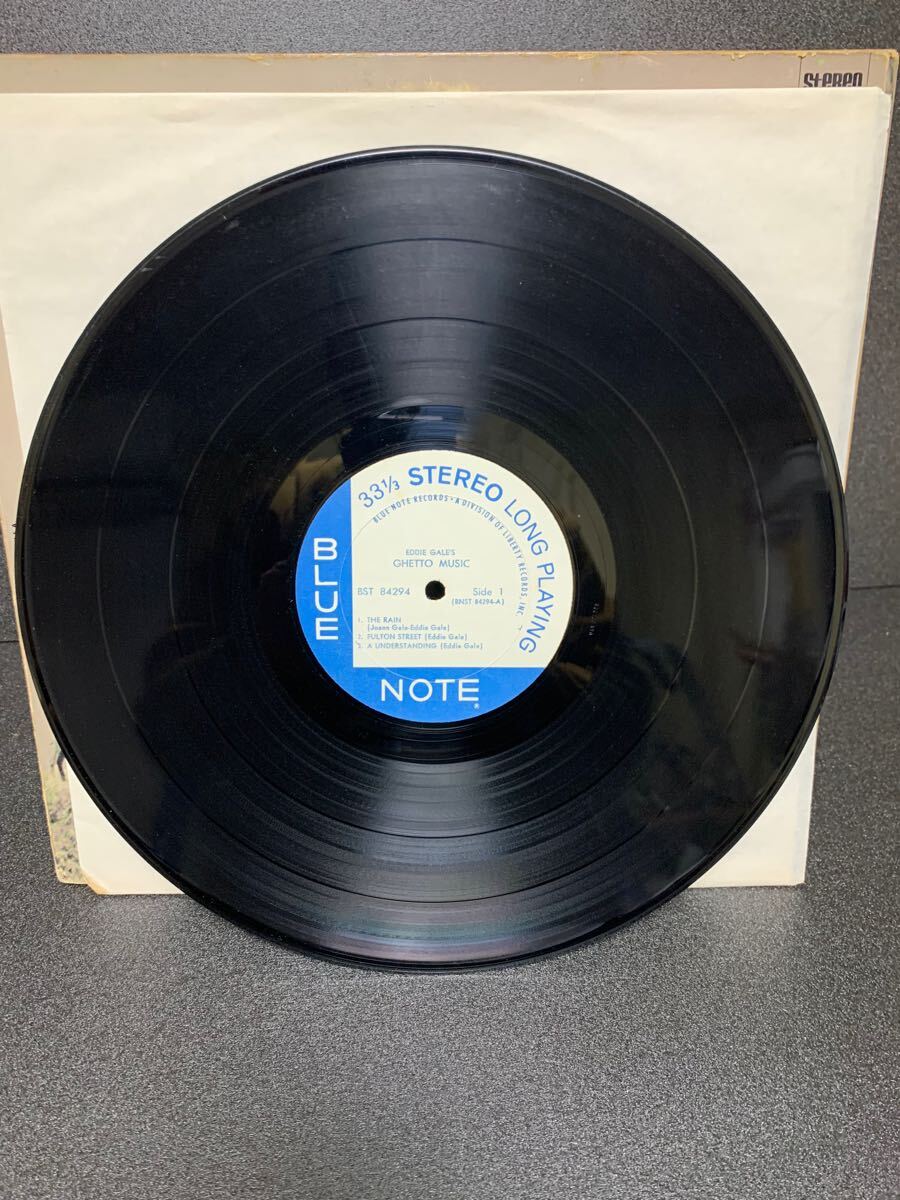 Stereo
33 1/3 STEREO LONG PLAYING
BLUE NOTE RECORDS • A DIVISION OF LIBERTY RECORDS, INC
BLUE
NOTE
®
EDDIE GALE'S
GHETTO MUSIC
BST 84294 Side 1
(BNST 84294-A)
1. THE RAIN
(Joann Gale-Eddie Gale)
2. FULTON STREET (Eddie Gale)
3. A UNDERSTANDING (Eddie Gale)